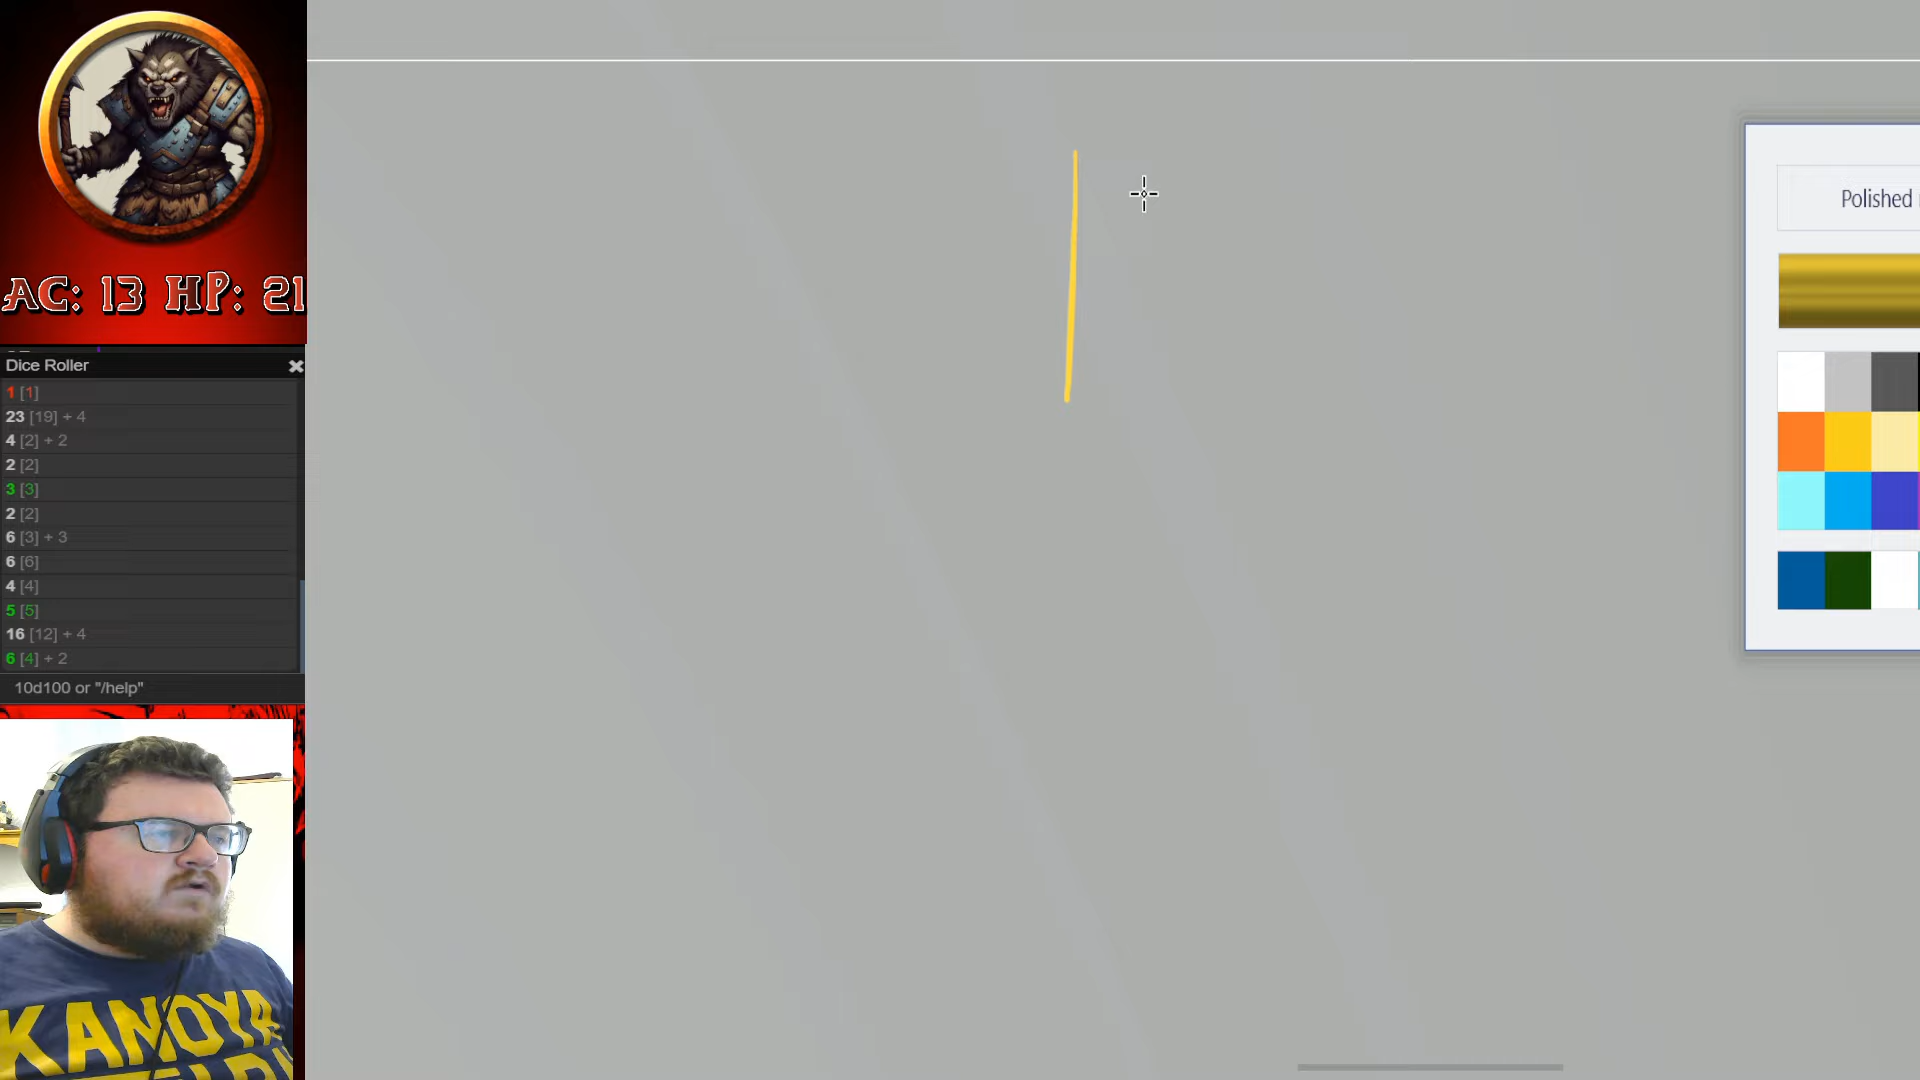 AC: 13 HP: 21
Dice Roller
1 [1]
23 [19] + 4
4 [2] + 2
2 [2]
3 [3]
2 [2]
6 [3] + 3
6 [6]
4 [4]
5 [5]
16 [12] + 4
6 [4] + 2
10d100 or "/help"
Polished
KANOYA